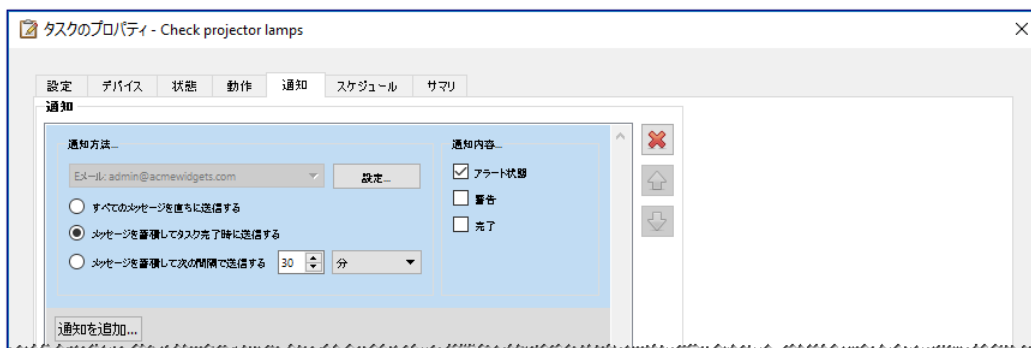 タスクのプロパティ - Check projector lamps
設定 デバイス 状態 動作 通知 スケジュール サマリ
通知
通知方法...
Eメール: admin@acmewidgets.com 設定...
すべてのメッセージを直ちに送信する
メッセージを蓄積してタスク完了時に送信する
メッセージを蓄積して次の間隔で送信する 30 分
通知内容...
アラート状態
警告
完了
通知を追加...